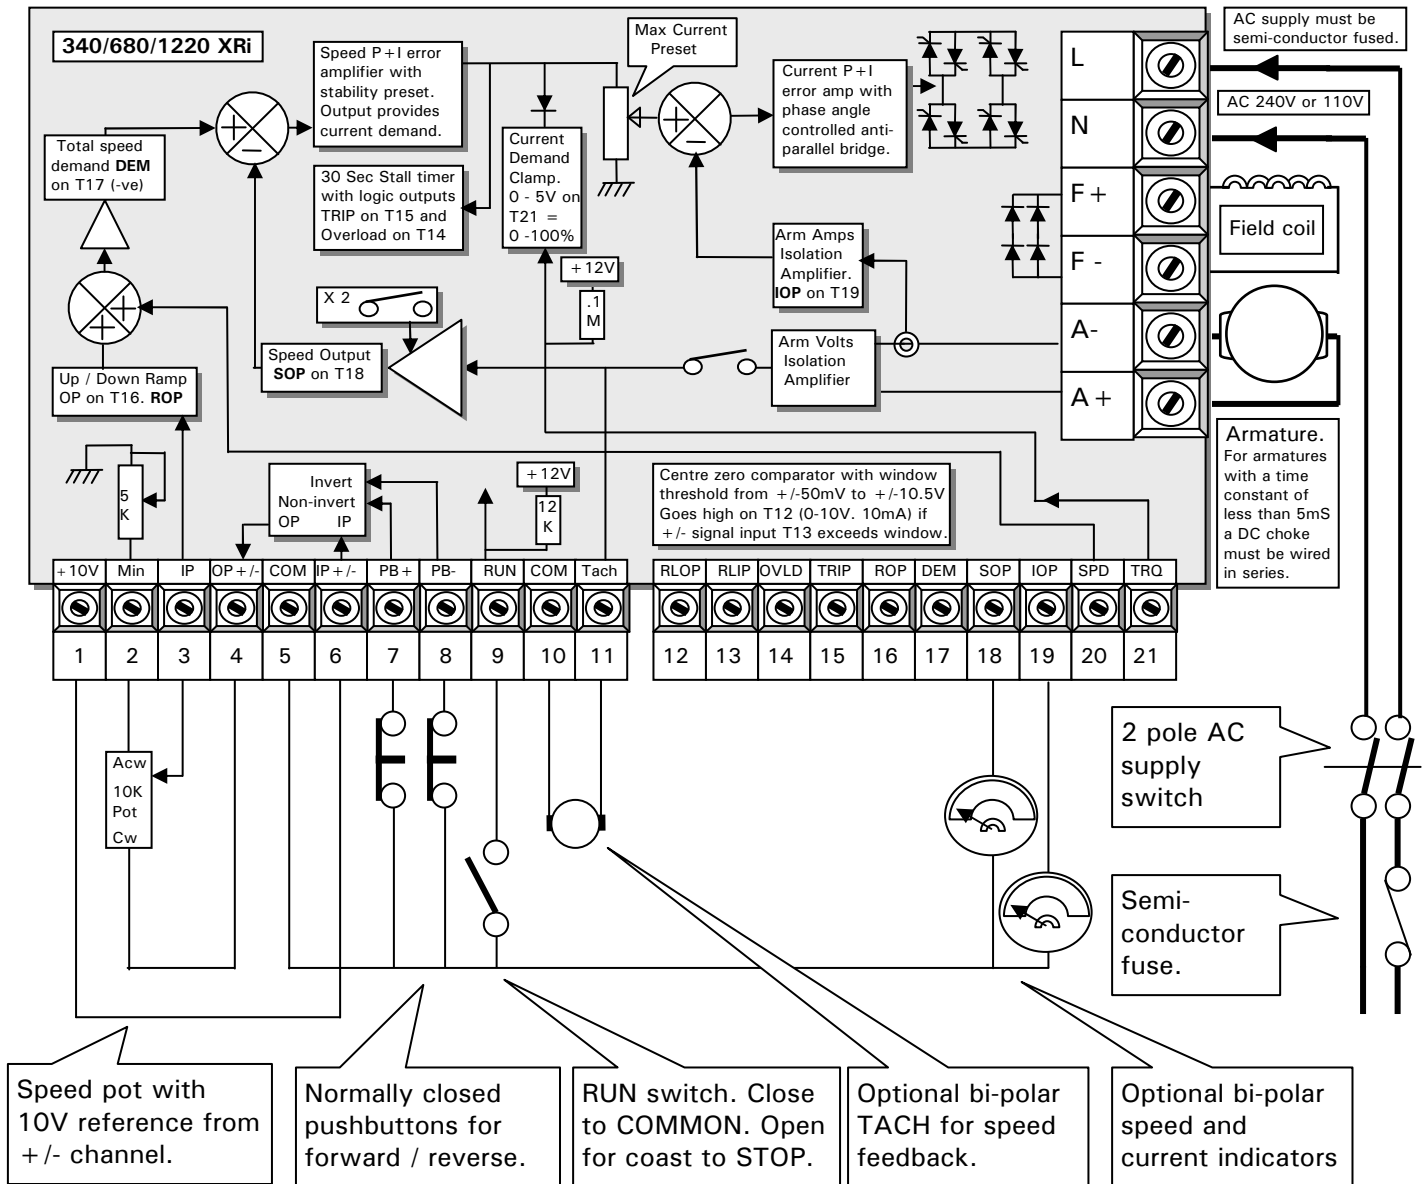 340/680/1220 XRi
Speed P+I error
amplifier with
stability preset.
Output provides
current demand.
Max Current
Preset
AC supply must be
semi-conductor fused.
AC 240V or 110V
Total speed
demand DEM
on T17 (-ve)
+
−
30 Sec Stall timer
with logic outputs
TRIP on T15 and
Overload on T14
Current
Demand
Clamp.
0 - 5V on
T21 =
0 -100%
+
−
Current P+I
error amp with
phase angle
controlled anti-
parallel bridge.
L
N
F+
F -
A-
A+
Field coil
Arm Amps
Isolation
Amplifier.
IOP on T19
+12V
.1
M
X 2
Speed Output
SOP on T18
Arm Volts
Isolation
Amplifier
+
+
Up / Down Ramp
OP on T16. ROP
5
K
Invert
Non-invert
OP IP
+12V
12
K
Centre zero comparator with window
threshold from +/-50mV to +/-10.5V
Goes high on T12 (0-10V. 10mA) if
+/- signal input T13 exceeds window.
Armature.
For armatures
with a time
constant of
less than 5mS
a DC choke
must be wired
in series.
+10V Min IP OP+/- COM IP+/- PB+ PB- RUN COM Tach
RLOP RLIP OVLD TRIP ROP DEM SOP IOP SPD TRQ
1 2 3 4 5 6 7 8 9 10 11
12 13 14 15 16 17 18 19 20 21
Acw
10K
Pot
Cw
2 pole AC
supply
switch
Semi-
conductor
fuse.
Speed pot with
10V reference from
+/- channel.
Normally closed
pushbuttons for
forward / reverse.
RUN switch. Close
to COMMON. Open
for coast to STOP.
Optional bi-polar
TACH for speed
feedback.
Optional bi-polar
speed and
current indicators